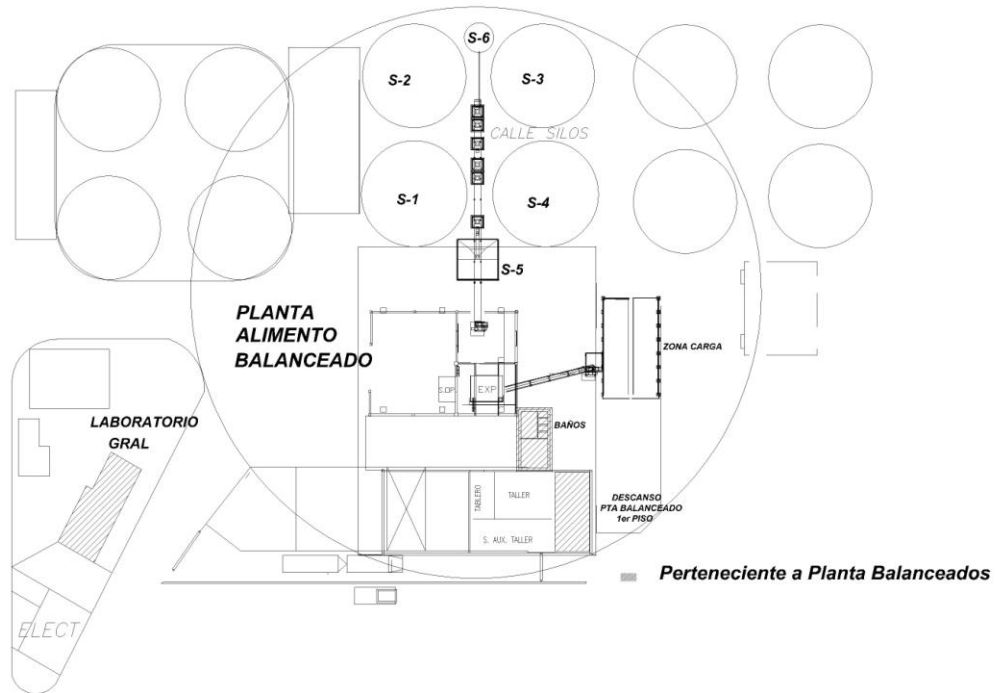 S-6
S-2
S-3
CALLE SILOS
S-1
S-4
S-5
PLANTA
ALIMENTO
BALANCEADO
ZONA CARGA
S.OP.
EXP
LABORATORIO
GRAL
BAÑOS
TABLERO
TALLER
S. AUX. TALLER
DESCANSO
PTA BALANCEADO
1er PISO
Perteneciente a Planta Balanceados
ELECT